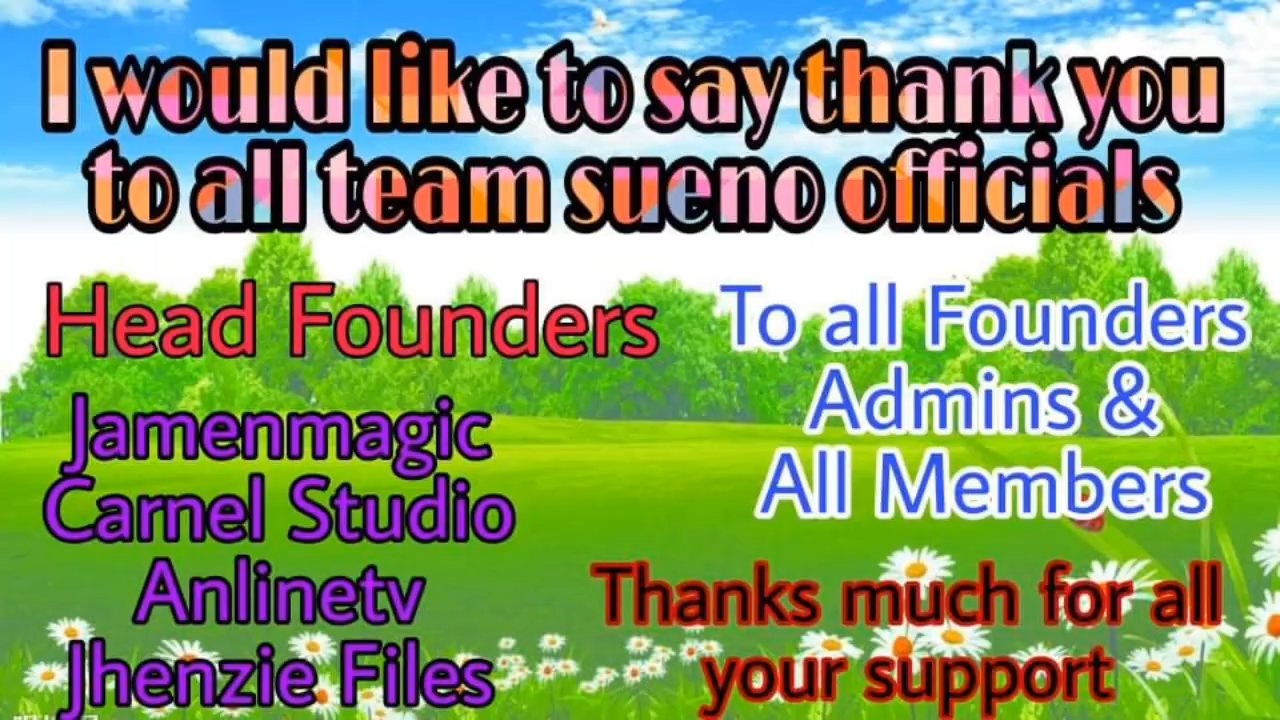 I would like to say thank you
to all team sueno officials
Head Founders
Jamenmagic
Carnel Studio
Anlinetv
Jhenzie Files
To all Founders
Admins &
All Members
Thanks much for all
your support